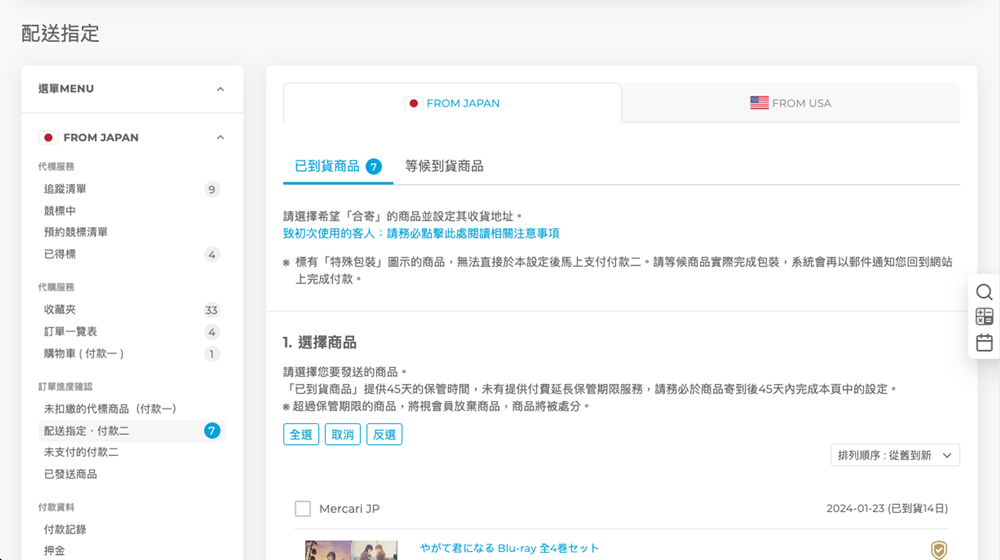 配送指定
選單MENU
FROM JAPAN
代標服務
追蹤清單 9
競標中
預約競標清單
已得標 4
代購服務
收藏夾 33
訂單一覽表 4
購物車 ( 付款一 ) 1
訂單進度確認
未扣繳的代標商品（付款一）
配送指定・付款二 7
未支付的付款二
已發送商品
付款資料
付款記錄
押金
FROM JAPAN
FROM USA
已到貨商品 7
等候到貨商品
請選擇希望「合寄」的商品並設定其收貨地址。
致初次使用的客人：請務必點擊此處閱讀相關注意事項
※ 標有「特殊包裝」圖示的商品，無法直接於本設定後馬上支付付款二。請等候商品實際完成包裝，系統會再以郵件通知您回到網站
上完成付款。
1. 選擇商品
請選擇您要發送的商品。
「已到貨商品」提供45天的保管時間，未有提供付費延長保管期限服務，請務必於商品寄到後45天內完成本頁中的設定。
※ 超過保管期限的商品，將視會員放棄商品，商品將被處分。
全選 取消 反選
排列順序 : 從舊到新
Mercari JP
2024-01-23 (已到貨14日)
やがて君になる Blu-ray 全4巻セット